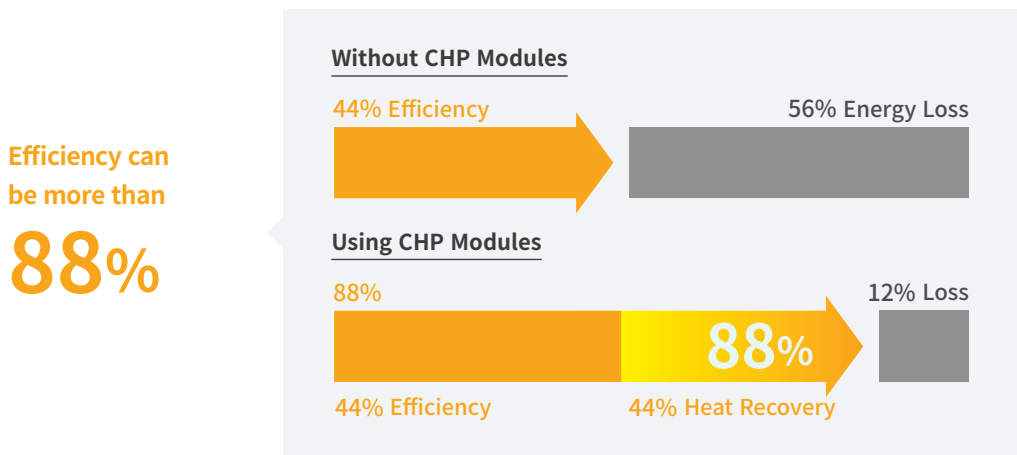 Efficiency can
be more than
88%
Without CHP Modules
44% Efficiency
56% Energy Loss
Using CHP Modules
88%
12% Loss
88%
44% Efficiency
44% Heat Recovery